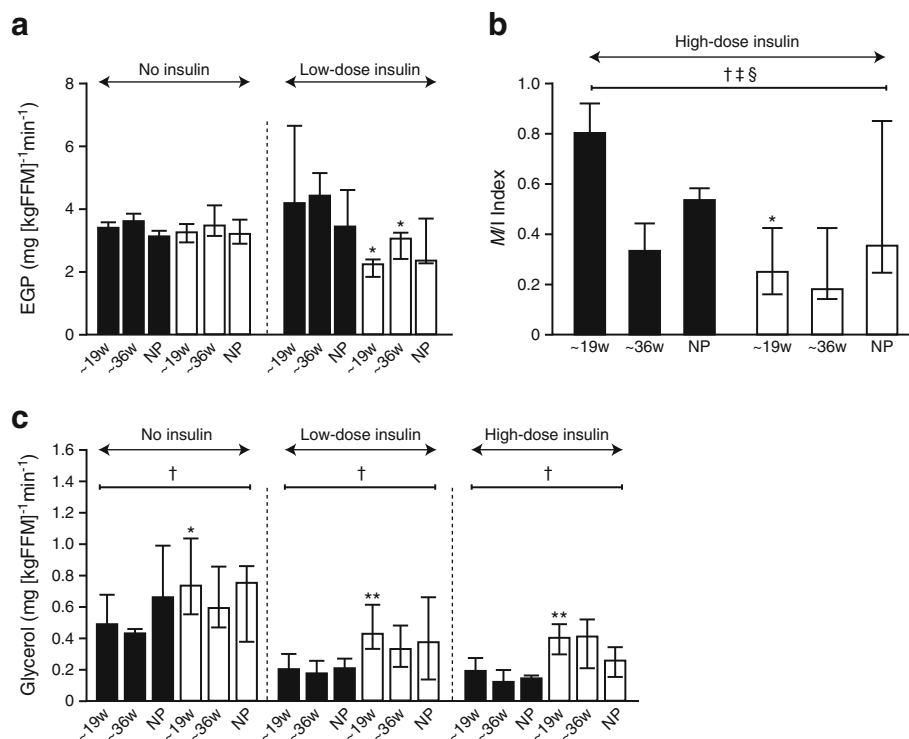 a
No insulin
Low-dose insulin
EGP (mg [kgFFM]⁻¹min⁻¹)
8
6
4
2
0
* *
~19w ~36w NP ~19w ~36w NP ~19w ~36w NP ~19w ~36w NP
b
High-dose insulin
†‡§
M/I Index
1.0
0.8
0.6
0.4
0.2
0
*
~19w ~36w NP ~19w ~36w NP
c
No insulin
Low-dose insulin
High-dose insulin
† † †
Glycerol (mg [kgFFM]⁻¹min⁻¹)
1.6
1.4
1.2
1.0
0.8
0.6
0.4
0.2
0
* ** **
~19w ~36w NP ~19w ~36w NP ~19w ~36w NP ~19w ~36w NP ~19w ~36w NP ~19w ~36w NP